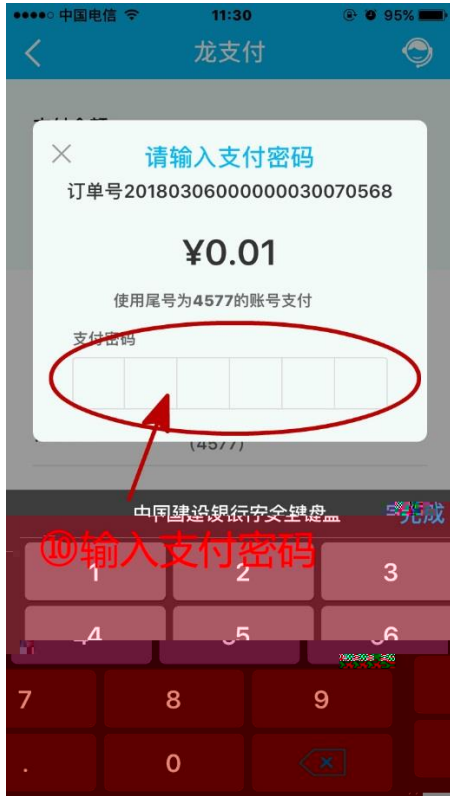 中国电信 11:30 95%
龙支付
请输入支付密码
订单号20180306000000030070568
¥0.01
使用尾号为4577的账号支付
支付密码
(4577)
中国建设银行安全键盘 完成
⑩输入支付密码
1 2 3
4 5 6
7 8 9
. 0